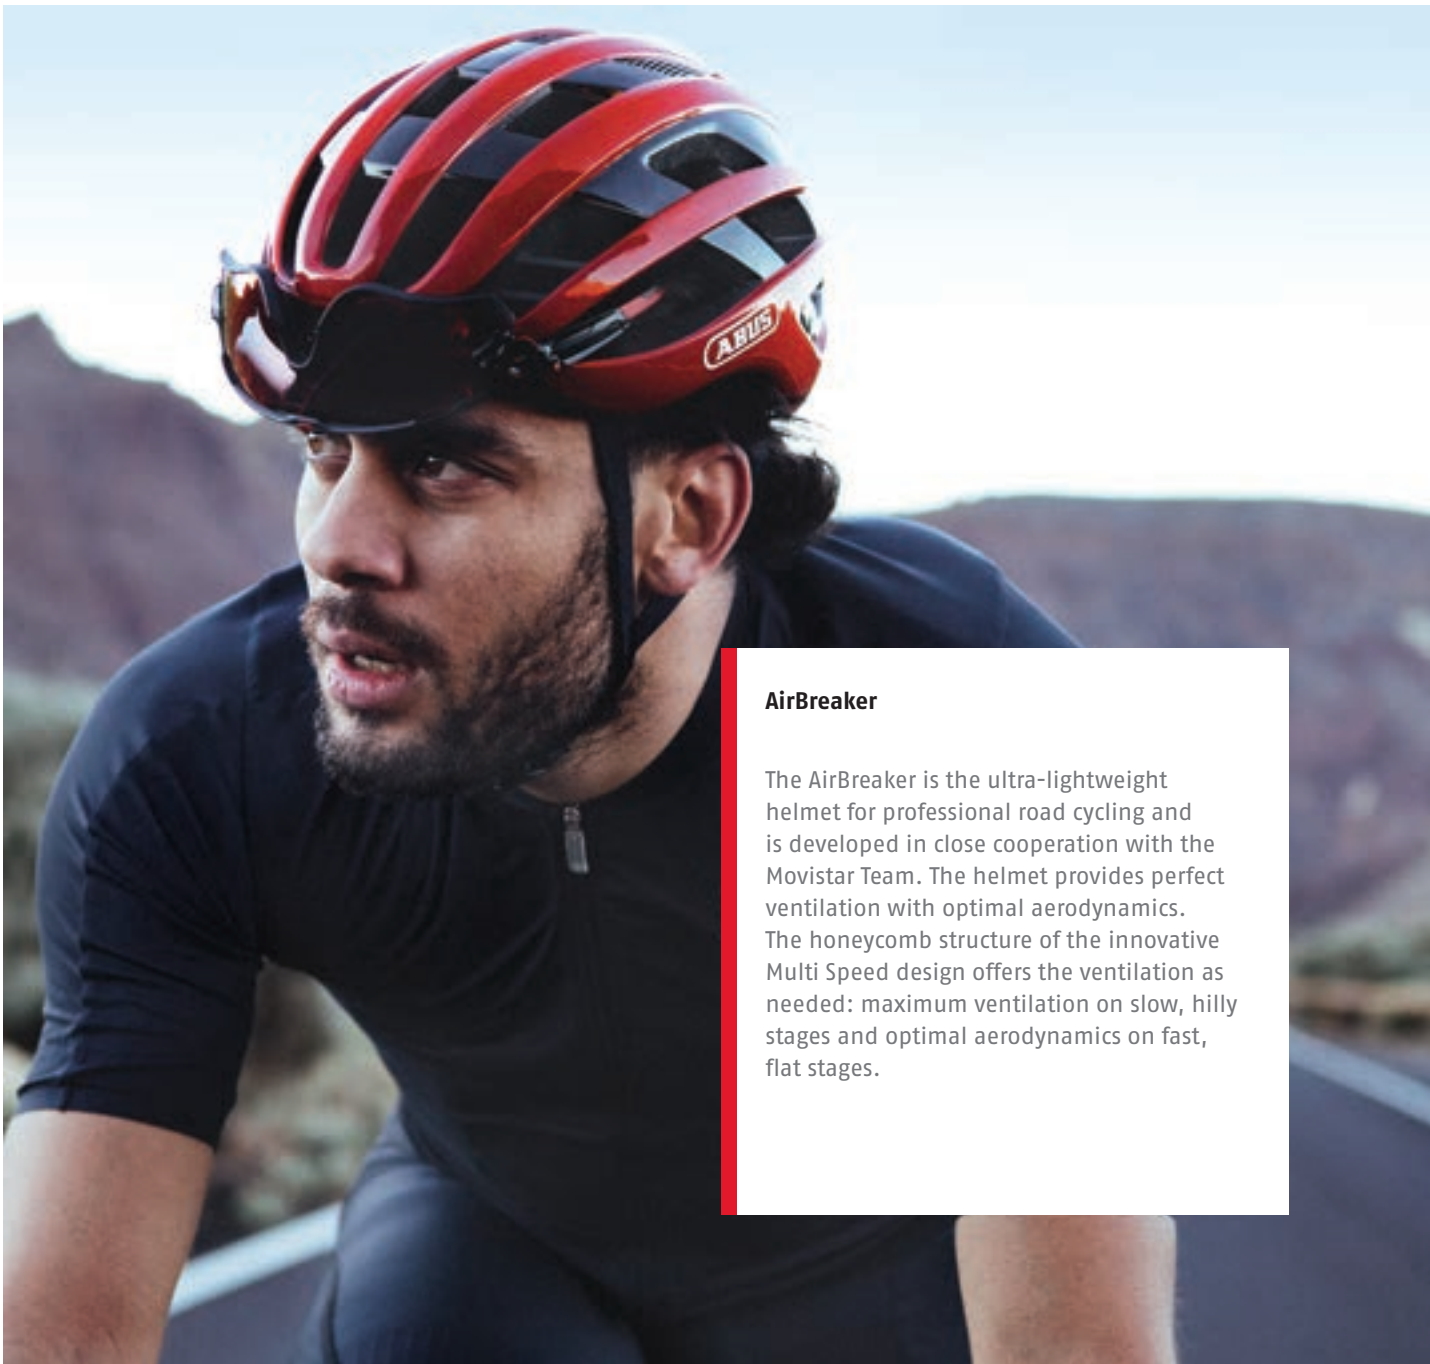 ABUS
AirBreaker
The AirBreaker is the ultra-lightweight
helmet for professional road cycling and
is developed in close cooperation with the
Movistar Team. The helmet provides perfect
ventilation with optimal aerodynamics.
The honeycomb structure of the innovative
Multi Speed design offers the ventilation as
needed: maximum ventilation on slow, hilly
stages and optimal aerodynamics on fast,
flat stages.